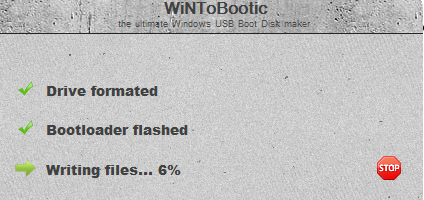 WiNToBootic
the ultimate Windows USB Boot Disk maker
Drive formated
Bootloader flashed
Writing files... 6%
STOP